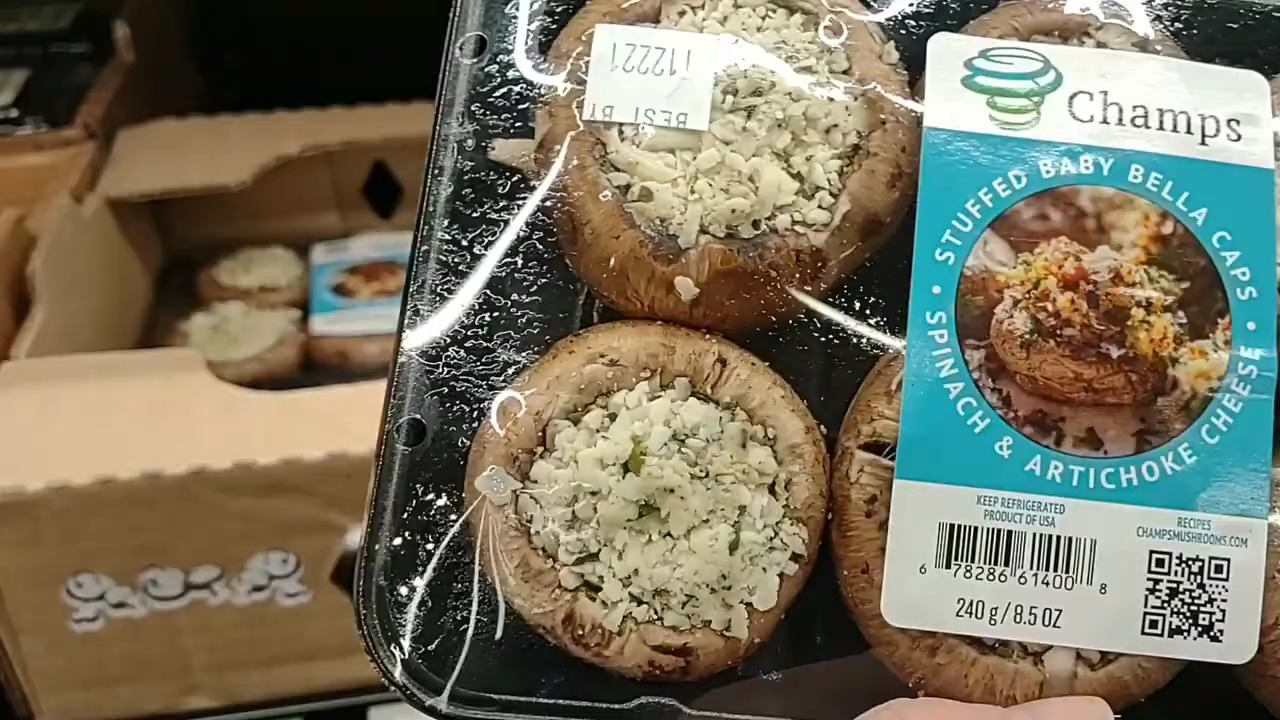 112221
BEST BY
Champs
STUFFED BABY BELLA CAPS
• SPINACH & ARTICHOKE CHEESE •
KEEP REFRIGERATED
PRODUCT OF USA
RECIPES
CHAMPSMUSHROOMS.COM
6 78286 61400 8
240 g / 8.5 OZ